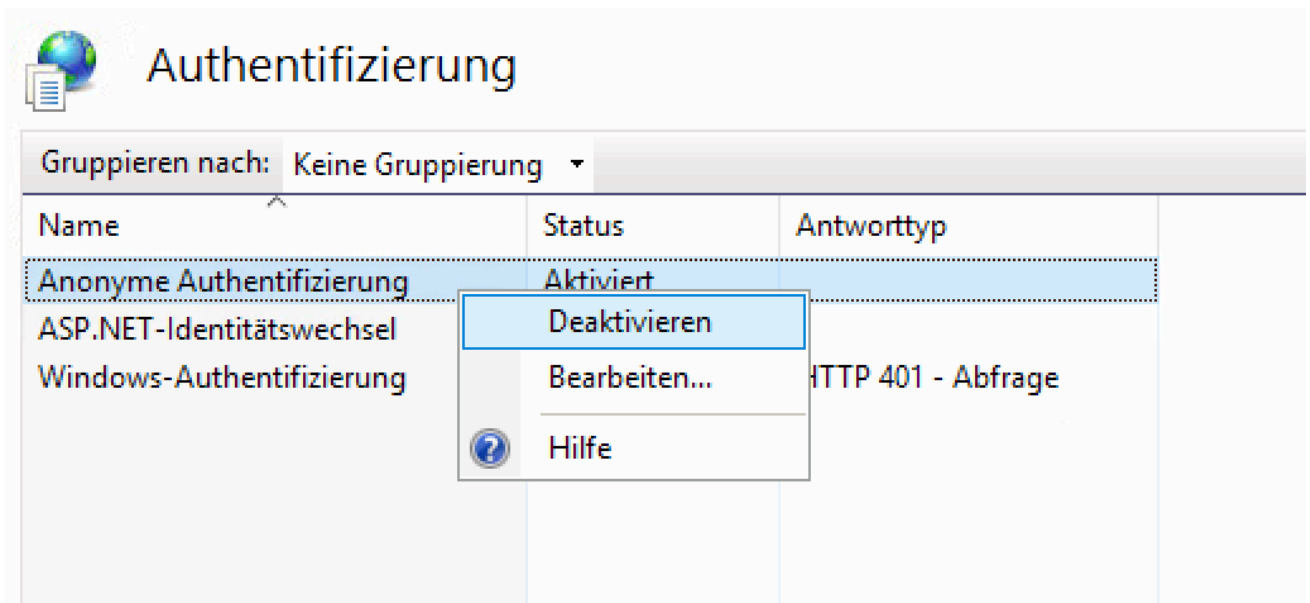 Authentifizierung
Gruppieren nach: Keine Gruppierung
Name Status Antworttyp
Anonyme Authentifizierung Aktiviert
Deaktivieren
ASP.NET-Identitätswechsel
Windows-Authentifizierung Bearbeiten... HTTP 401 - Abfrage
Hilfe